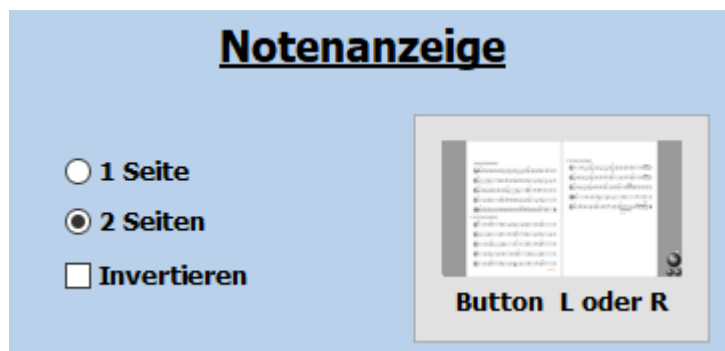 Notenanzeige
1 Seite
2 Seiten
Invertieren
Button L oder R